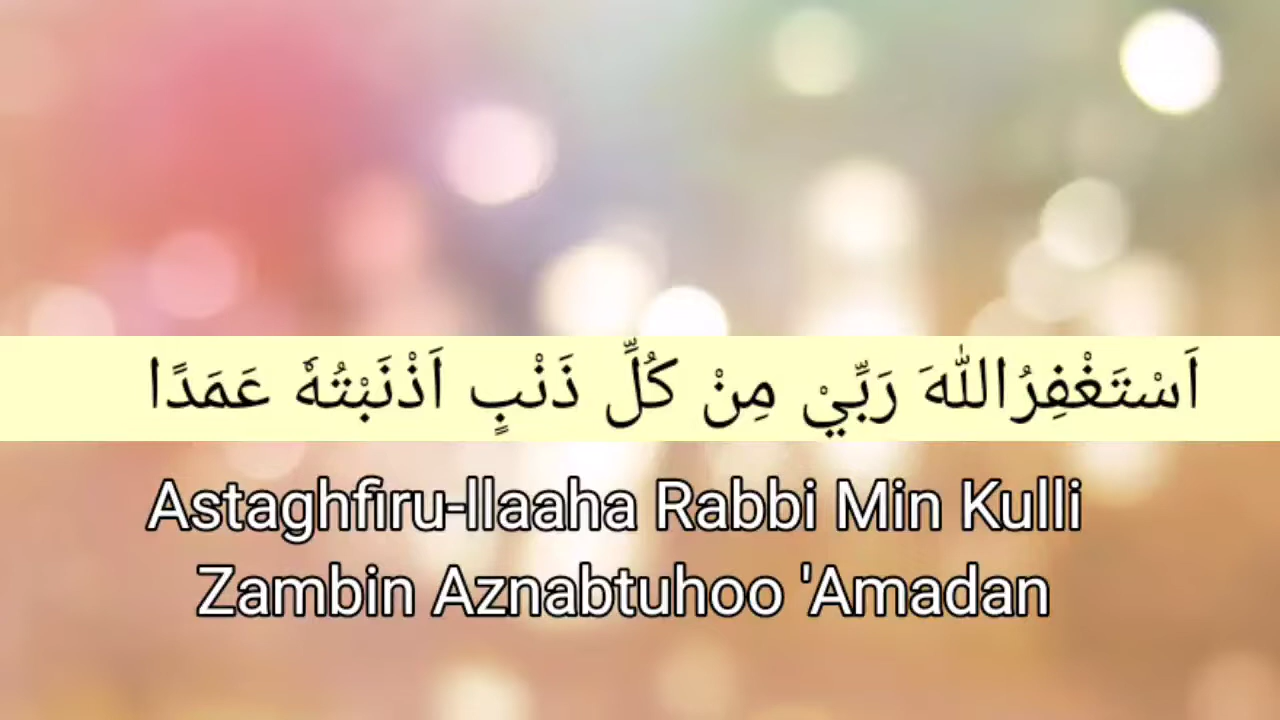 اَسْتَغْفِرُاللّٰهَ رَبِّيْ مِنْ كُلِّ ذَنْۢبٍ اَذْنَبْتُهٗ عَمَدًا
Astaghfiru-llaaha Rabbi Min Kulli
Zambin Aznabtuhoo 'Amadan